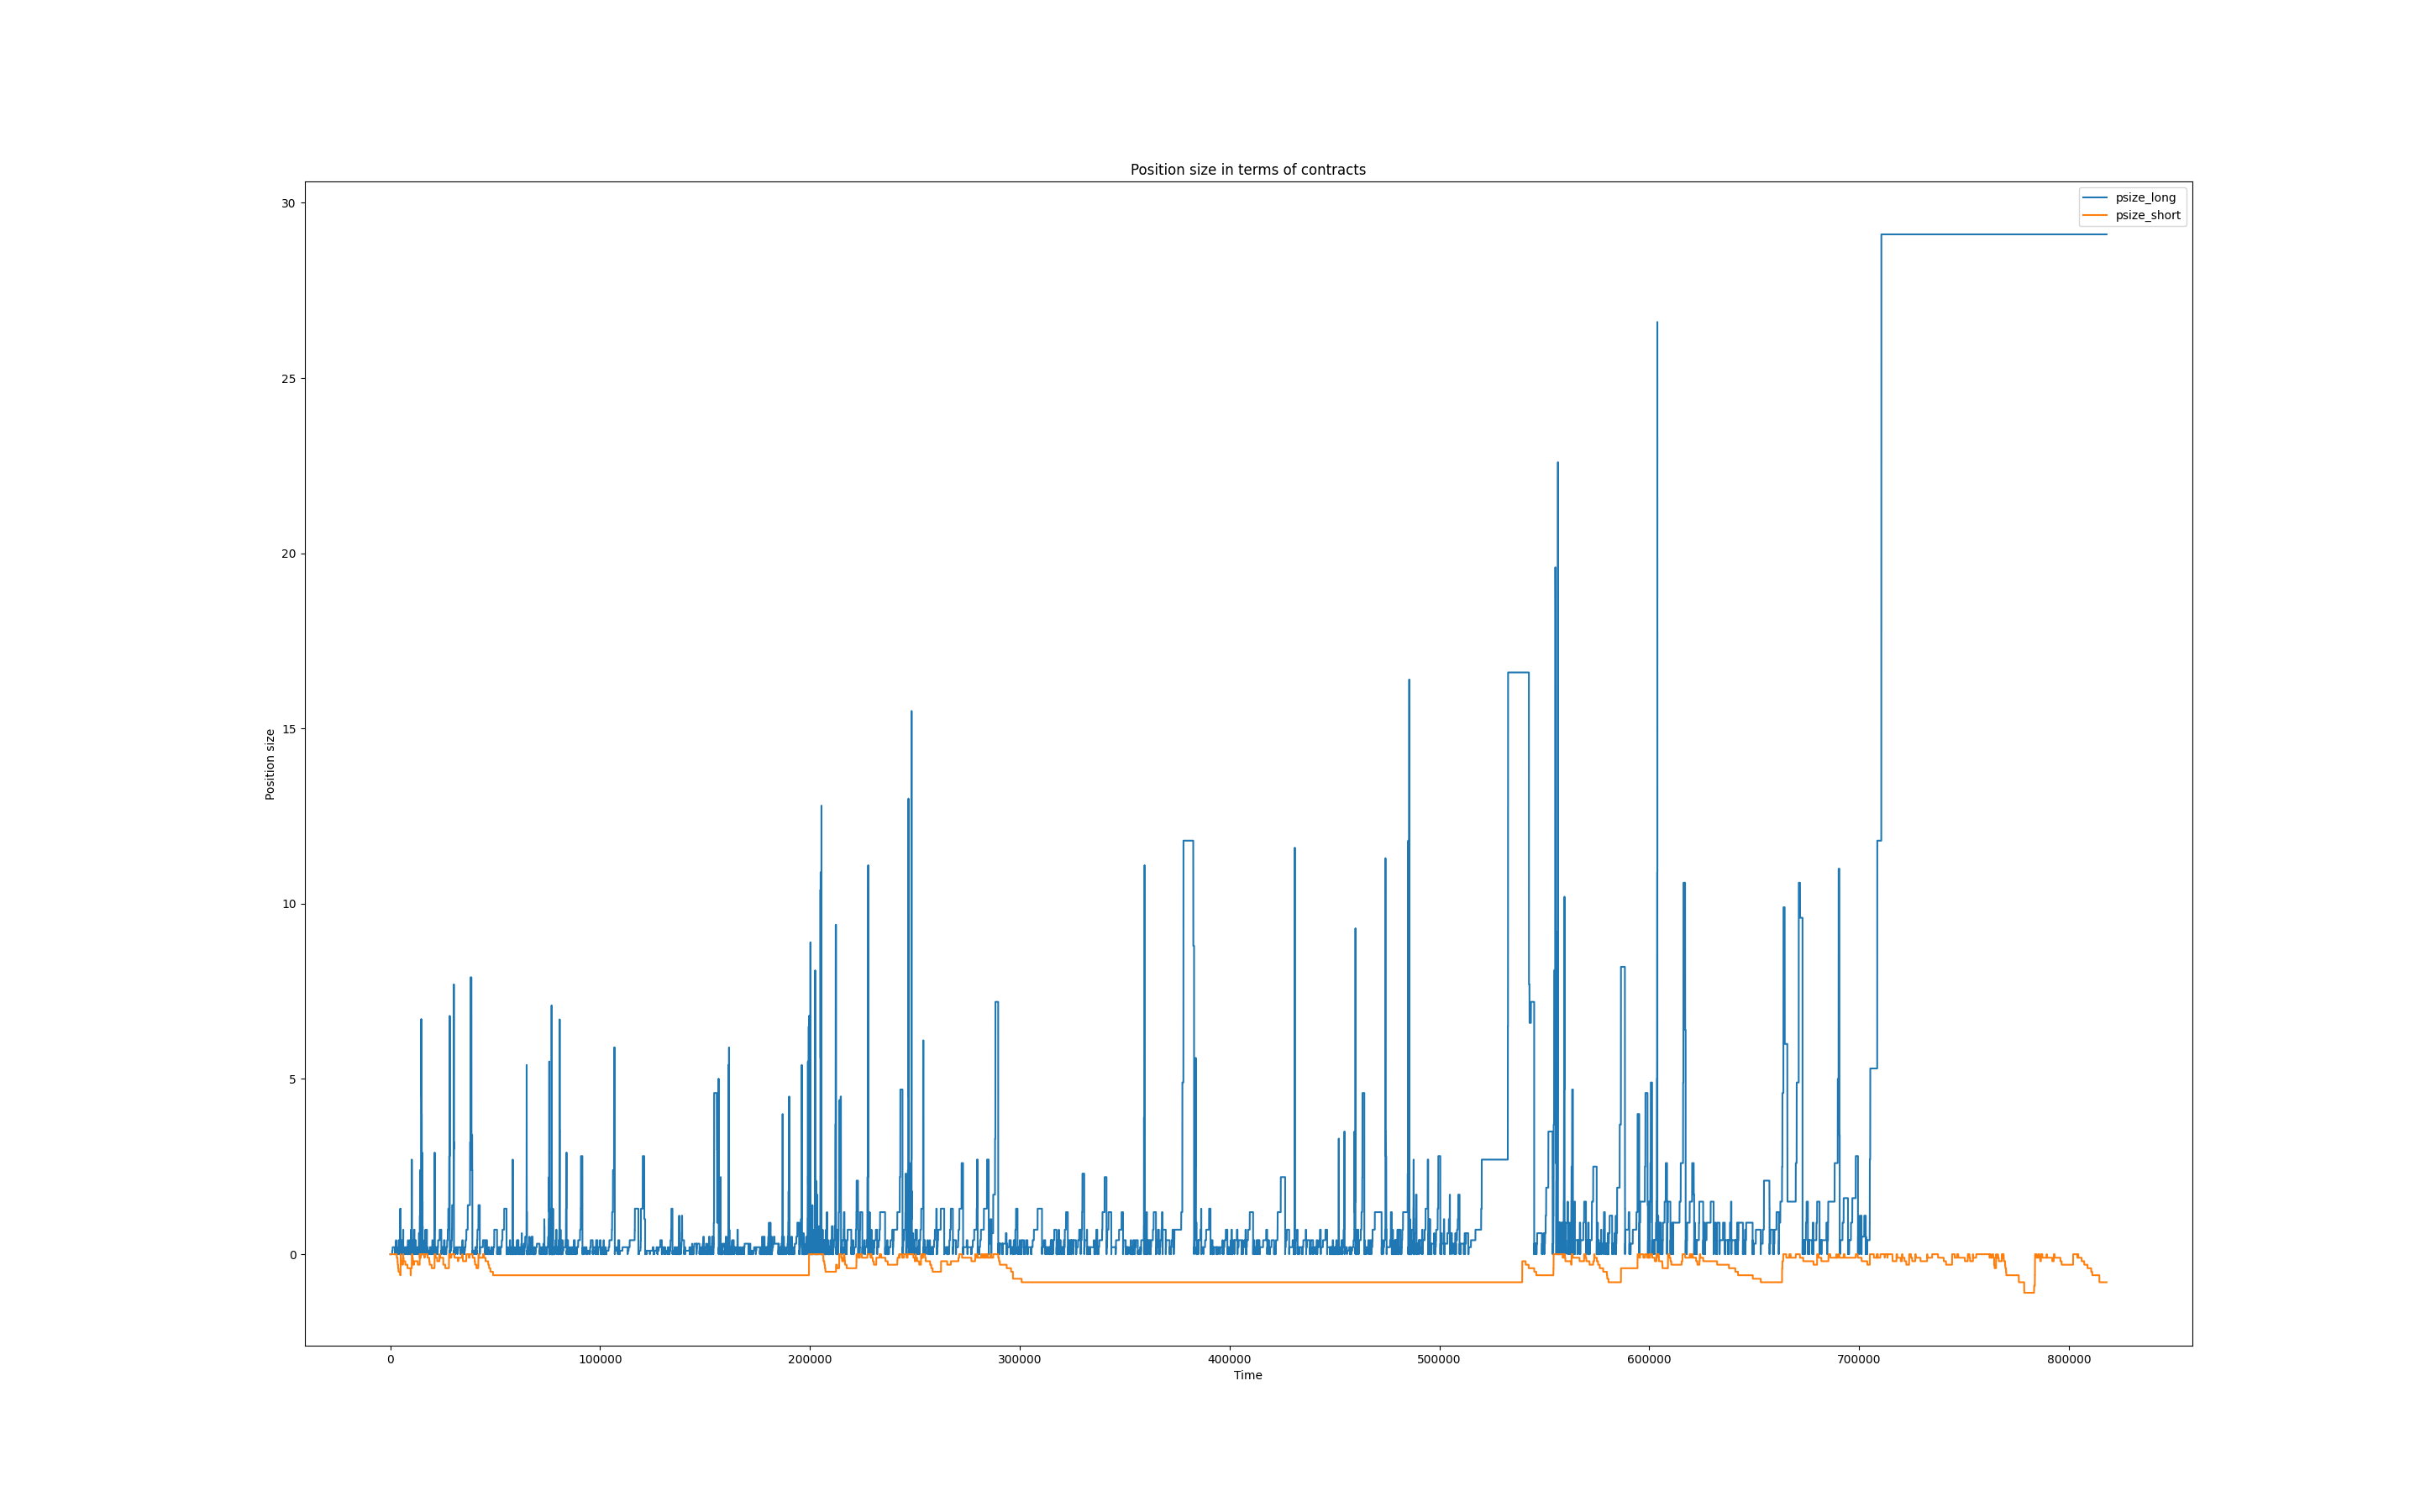 Position size in terms of contracts
psize_long
psize_short
30
25
20
15
10
5
0
Position size
0 100000 200000 300000 400000 500000 600000 700000 800000
Time